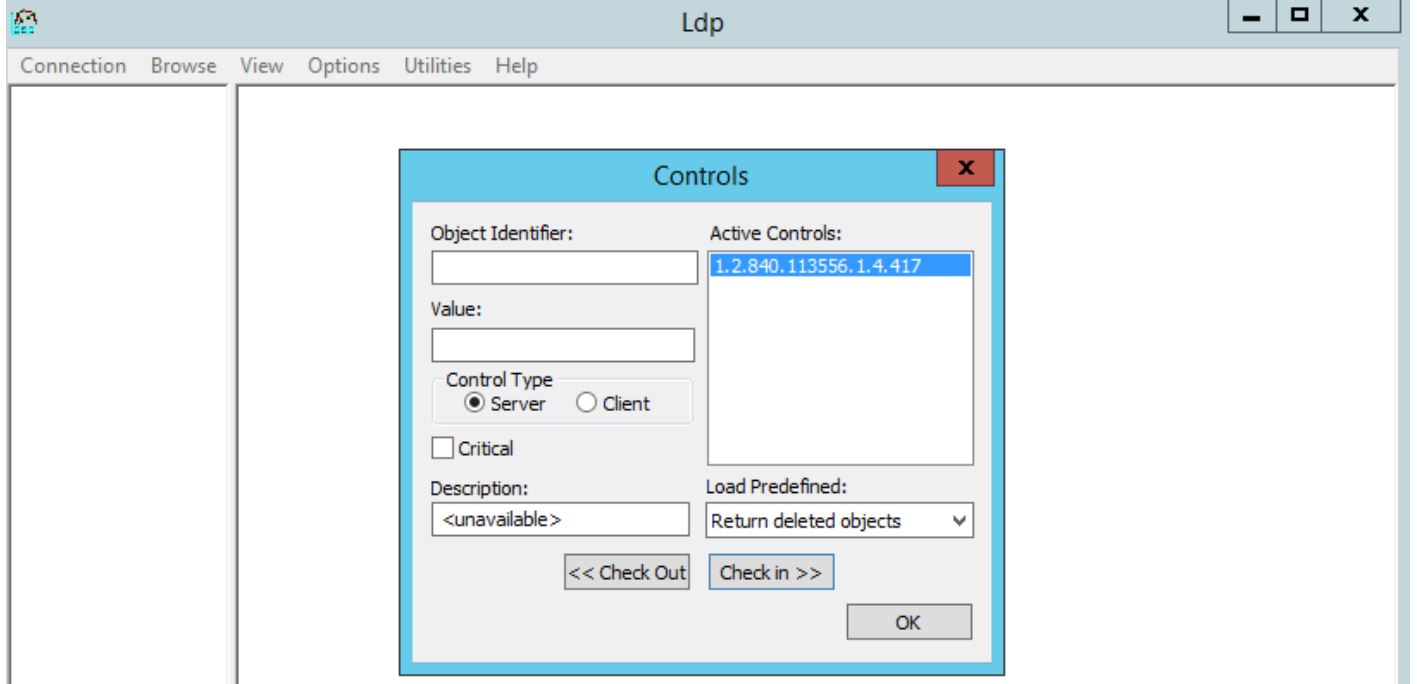 Ldp
Connection Browse View Options Utilities Help
Controls
Object Identifier:
Active Controls:
1.2.840.113556.1.4.417
Value:
Control Type
Server Client
Critical
Description:
Load Predefined:
<unavailable>
Return deleted objects
<< Check Out
Check in >>
OK